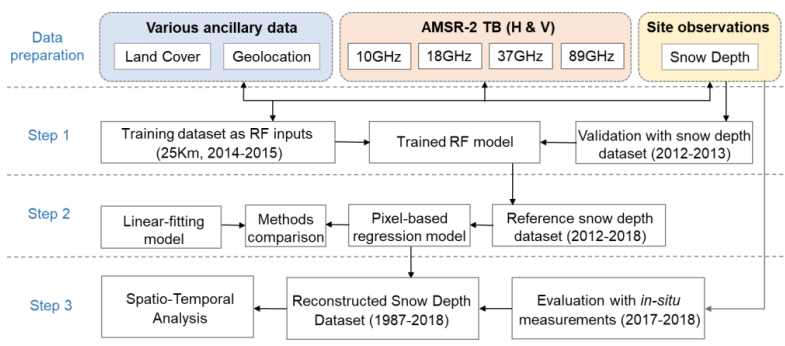 Data
preparation
Various ancillary data
Land Cover
Geolocation
AMSR-2 TB (H & V)
10GHz
18GHz
37GHz
89GHz
Site observations
Snow Depth
Step 1
Training dataset as RF inputs
(25Km, 2014-2015)
Trained RF model
Validation with snow depth
dataset (2012-2013)
Step 2
Linear-fitting
model
Methods
comparison
Pixel-based
regression model
Reference snow depth
dataset (2012-2018)
Step 3
Spatio-Temporal
Analysis
Reconstructed Snow Depth
Dataset (1987-2018)
Evaluation with in-situ
measurements (2017-2018)